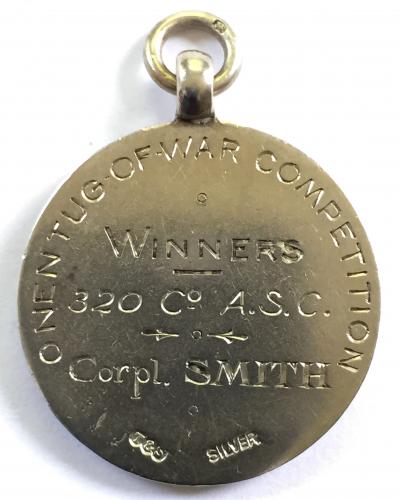 ONEN TUG-OF-WAR COMPETITION
WINNERS
320 Co A.S.C.
Corpl. SMITH
SILVER